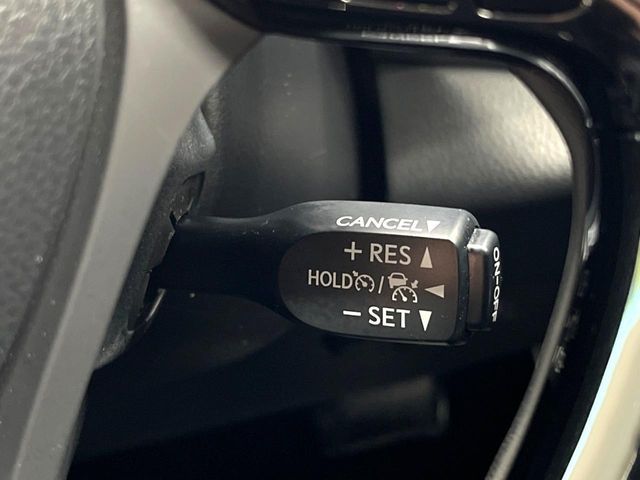 CANCEL▼
+ RES ▲
HOLD / ◀
− SET ▼
ON-OFF